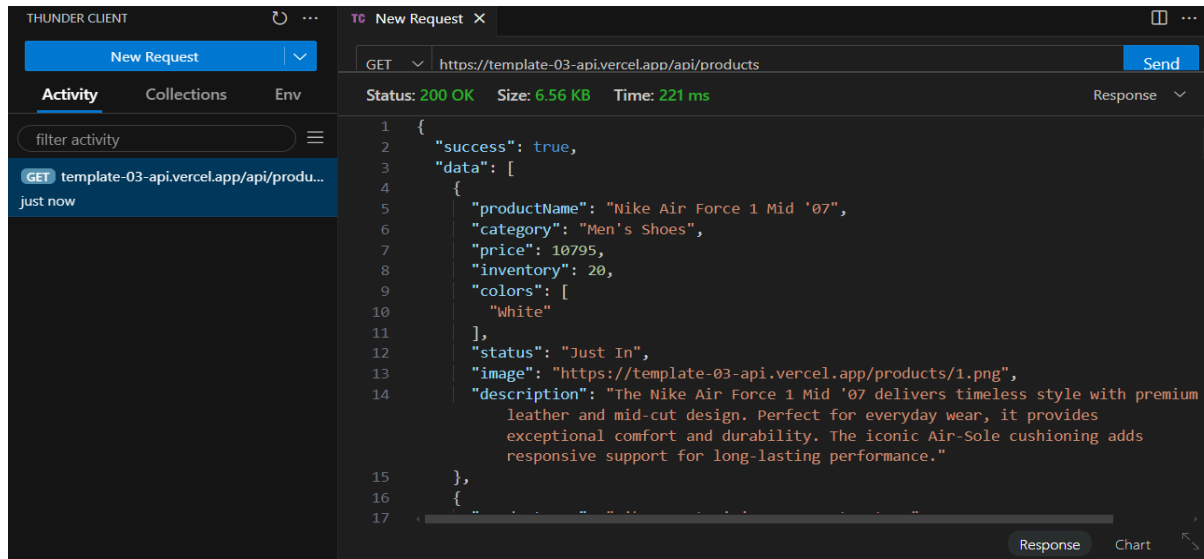 THUNDER CLIENT
New Request
Activity Collections Env
filter activity
GET template-03-api.vercel.app/api/produ...
just now
TC New Request
GET https://template-03-api.vercel.app/api/products Send
Status: 200 OK Size: 6.56 KB Time: 221 ms Response
1 {
2 "success": true,
3 "data": [
4 {
5 "productName": "Nike Air Force 1 Mid '07",
6 "category": "Men's Shoes",
7 "price": 10795,
8 "inventory": 20,
9 "colors": [
10 "White"
11 ],
12 "status": "Just In",
13 "image": "https://template-03-api.vercel.app/products/1.png",
14 "description": "The Nike Air Force 1 Mid '07 delivers timeless style with premium
leather and mid-cut design. Perfect for everyday wear, it provides
exceptional comfort and durability. The iconic Air-Sole cushioning adds
responsive support for long-lasting performance."
15 },
16 {
17
Response Chart